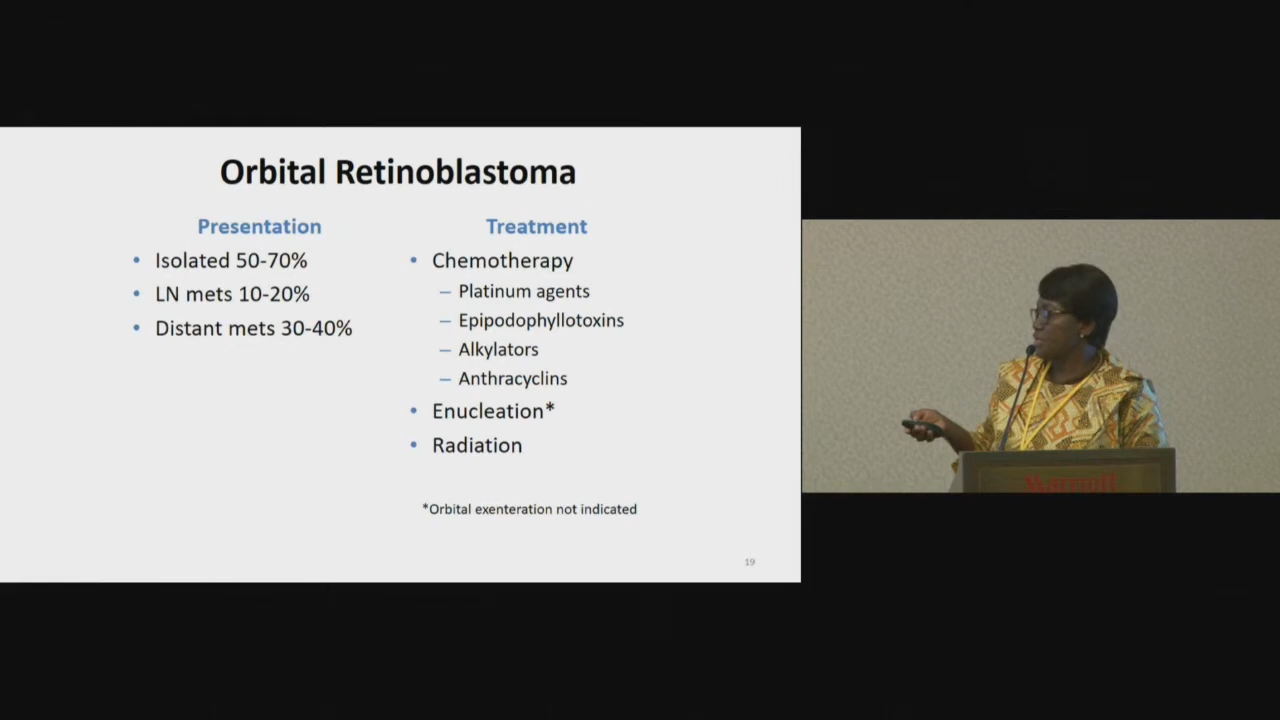 Orbital Retinoblastoma
Presentation
• Isolated 50-70%
• LN mets 10-20%
• Distant mets 30-40%
Treatment
• Chemotherapy
– Platinum agents
– Epipodophyllotoxins
– Alkylators
– Anthracyclins
• Enucleation*
• Radiation
*Orbital exenteration not indicated
19
Marriott